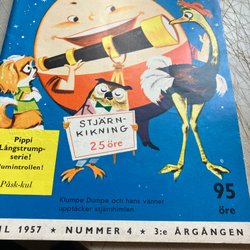 STJÄRN-
KIKNING
25 öre
Pippi
Långstrump-
serie!
Mumintrollen!
Påsk-kul
95
öre
Klumpe Dumpe och hans vänner
upptäcker stjärnhimlen
IL 1957 * NUMMER 4 * 3:e ÅRGÅNGEN